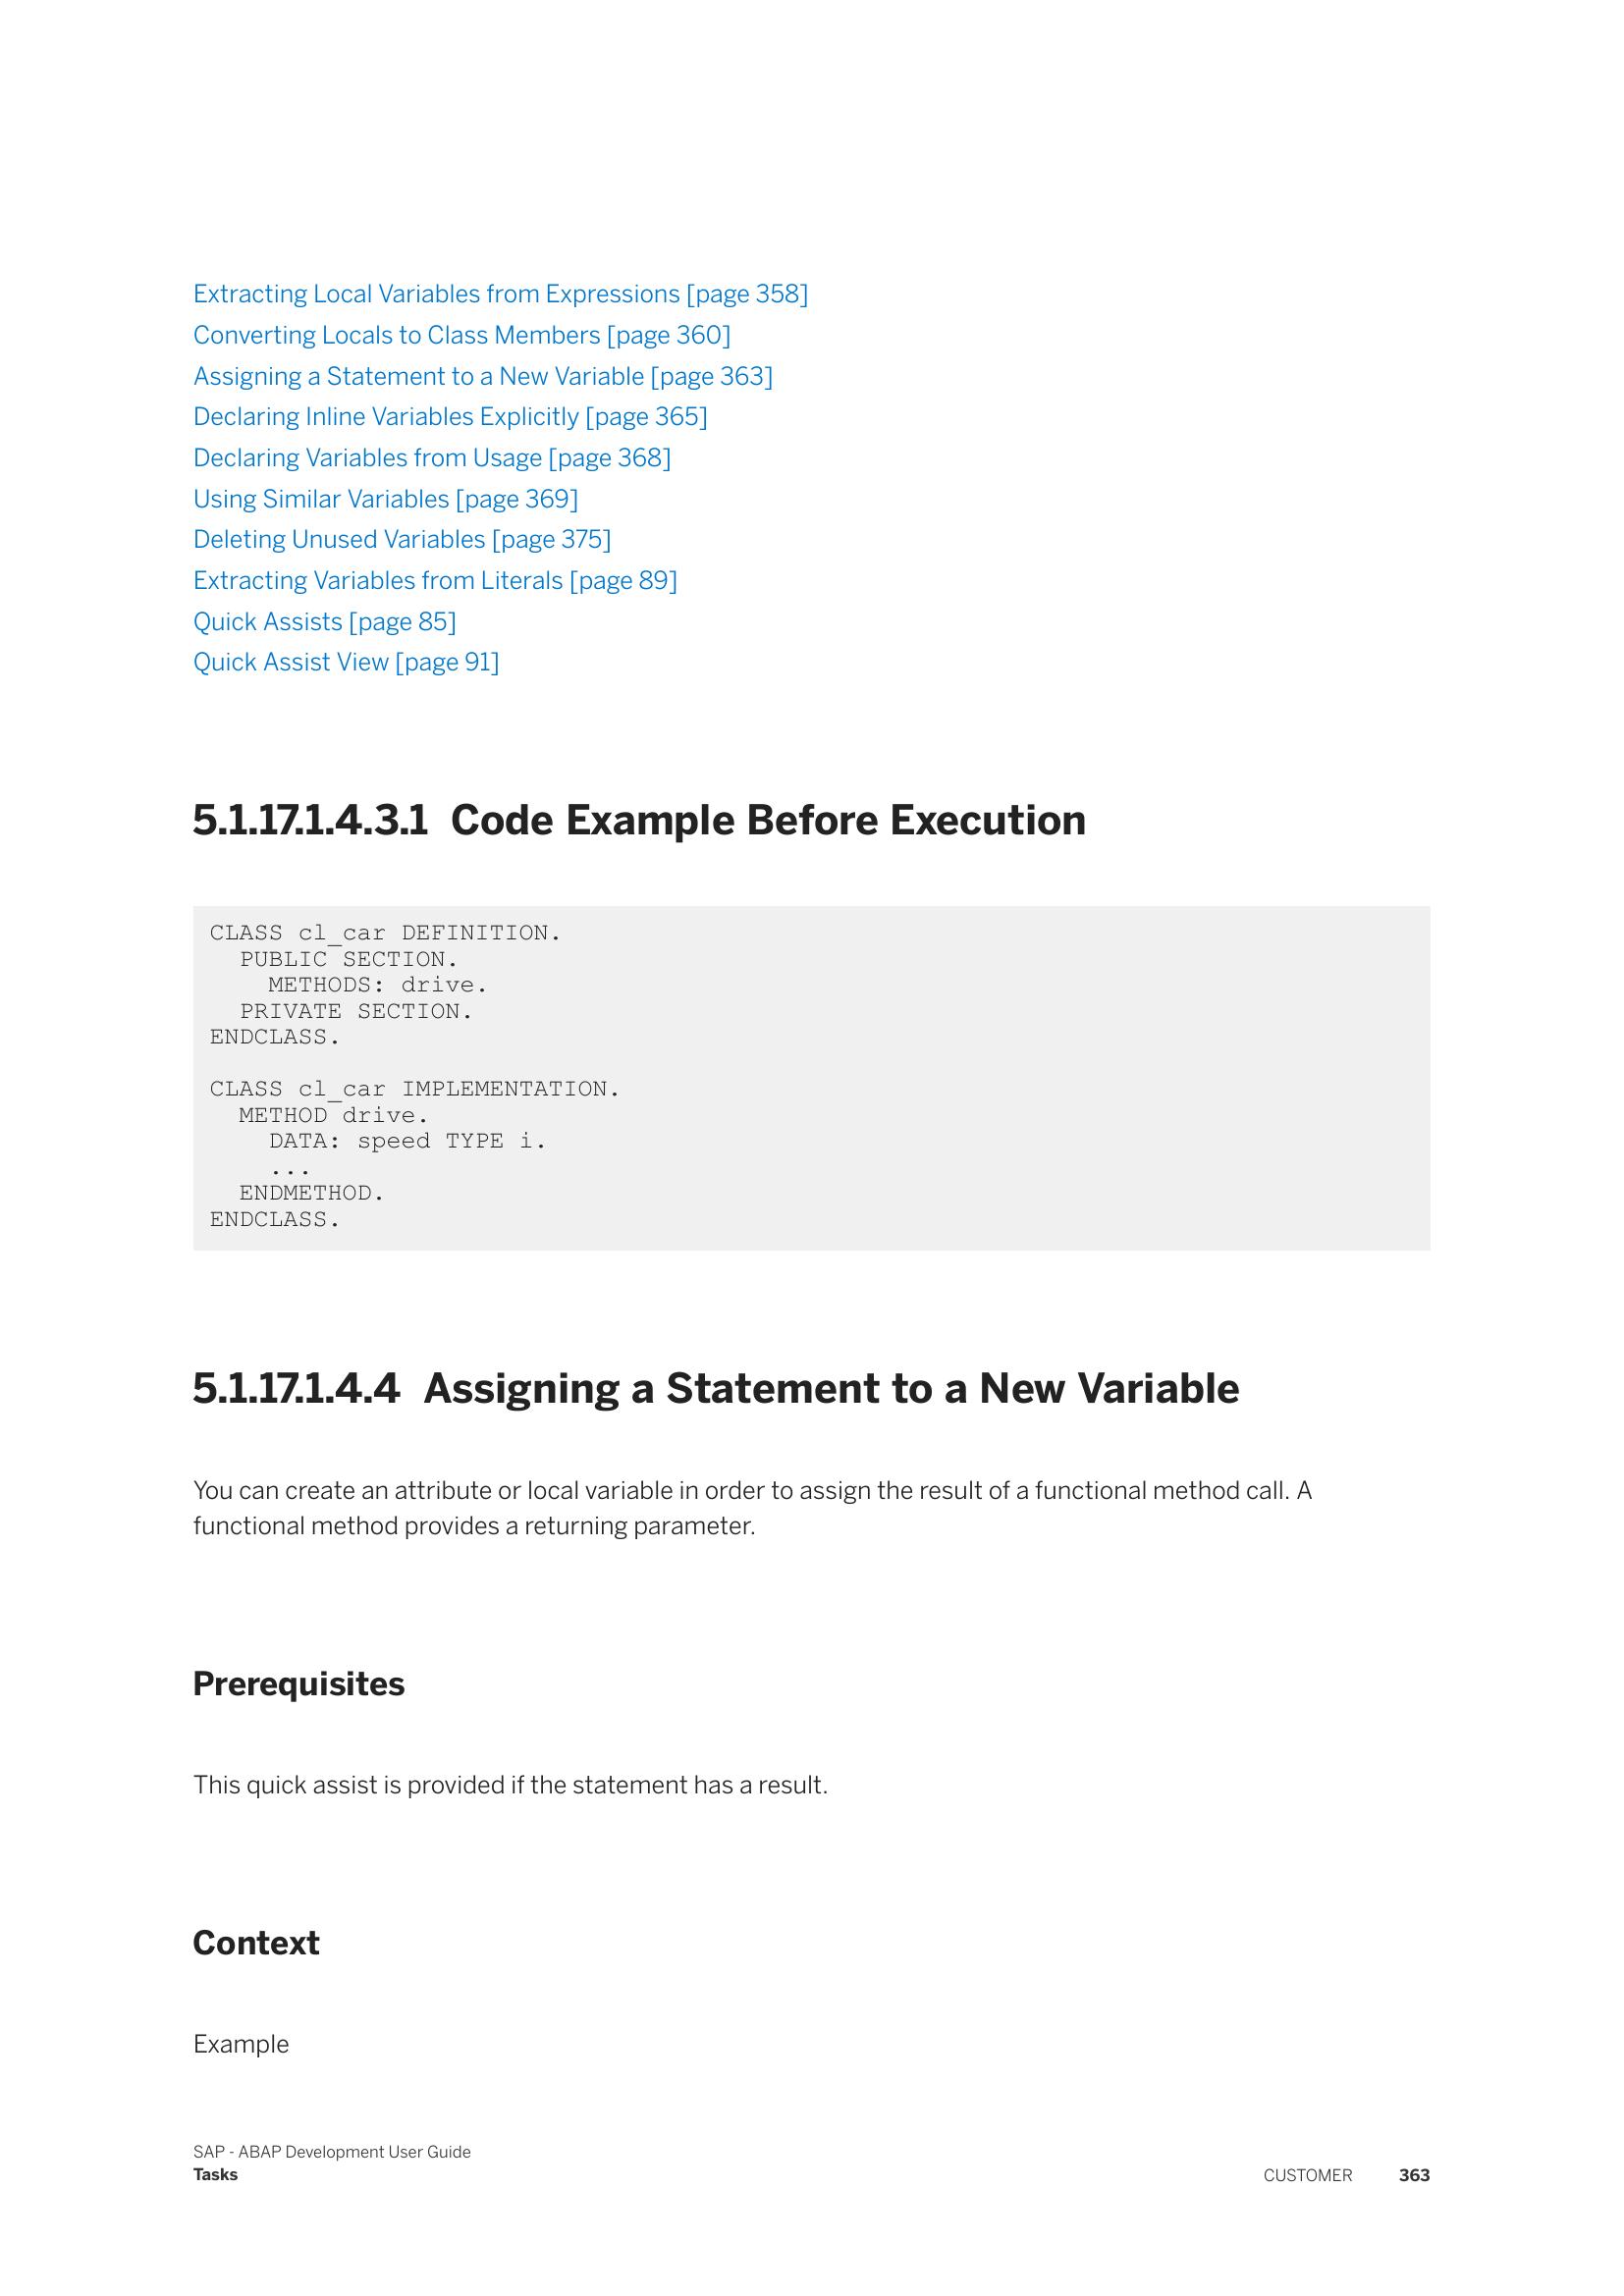 Extracting Local Variables from Expressions [page 358]
Converting Locals to Class Members [page 360]
Assigning a Statement to a New Variable [page 363]
Declaring Inline Variables Explicitly [page 365]
Declaring Variables from Usage [page 368]
Using Similar Variables [page 369]
Deleting Unused Variables [page 375]
Extracting Variables from Literals [page 89]
Quick Assists [page 85]
Quick Assist View [page 91]
5.1.17.1.4.3.1 Code Example Before Execution
CLASS cl_car DEFINITION.
  PUBLIC SECTION.
    METHODS: drive.
  PRIVATE SECTION.
ENDCLASS.
CLASS cl_car IMPLEMENTATION.
  METHOD drive.
    DATA: speed TYPE i.
    ...
  ENDMETHOD.
ENDCLASS.
5.1.17.1.4.4 Assigning a Statement to a New Variable
You can create an attribute or local variable in order to assign the result of a functional method call. A
functional method provides a returning parameter.
Prerequisites
This quick assist is provided if the statement has a result.
Context
Example
SAP - ABAP Development User Guide
Tasks
CUSTOMER 363